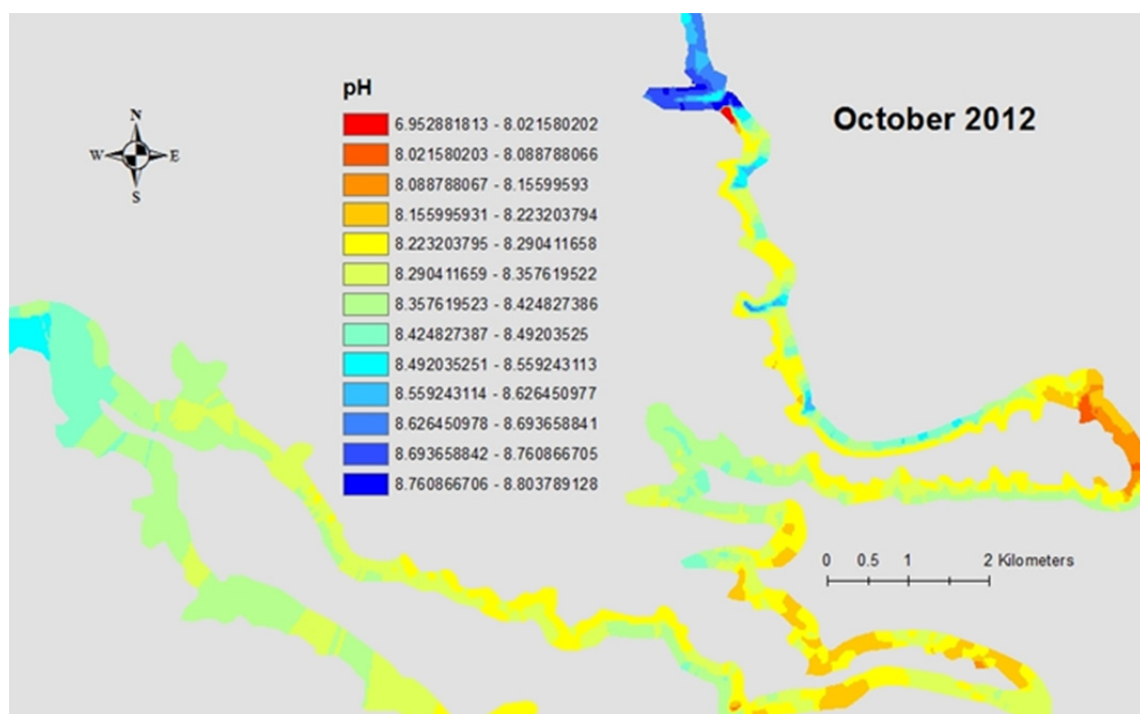 pH
6.952881813 - 8.021580202
8.021580203 - 8.088788066
8.088788067 - 8.15599593
8.155995931 - 8.223203794
8.223203795 - 8.290411658
8.290411659 - 8.357619522
8.357619523 - 8.424827386
8.424827387 - 8.49203525
8.492035251 - 8.559243113
8.559243114 - 8.626450977
8.626450978 - 8.693658841
8.693658842 - 8.760866705
8.760866706 - 8.803789128
October 2012
N
W E
S
0 0.5 1 2 Kilometers